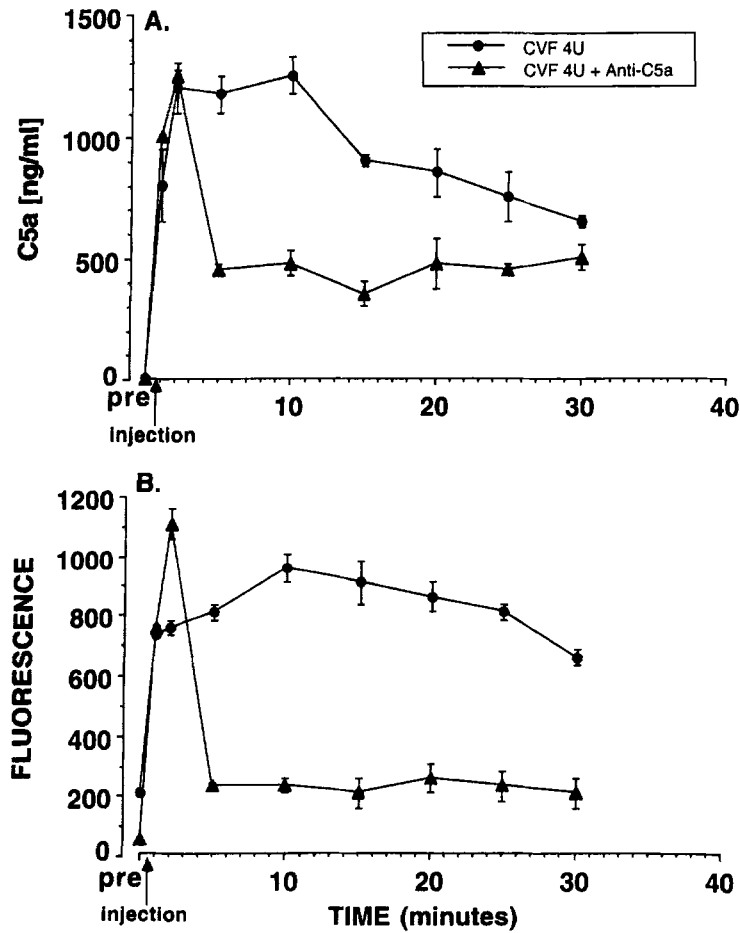 A.
CVF 4U
CVF 4U + Anti-C5a
C5a [ng/ml]
1500
1000
500
0
pre
10
20
30
40
injection
B.
FLUORESCENCE
1200
1000
800
600
400
200
0
pre
10
20
30
40
injection
TIME (minutes)